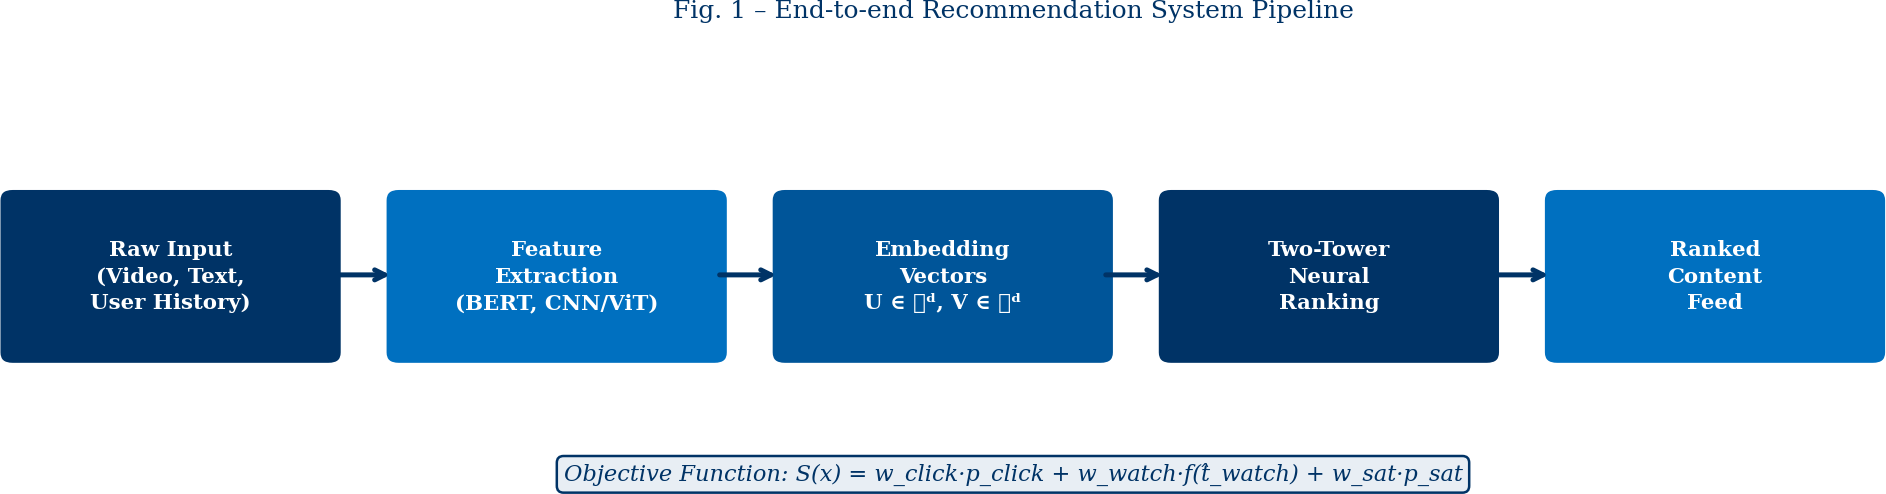 Fig. 1 – End-to-end Recommendation System Pipeline
Raw Input
(Video, Text,
User History)
Feature
Extraction
(BERT, CNN/ViT)
Embedding
Vectors
U ∈ ᵈ, V ∈ ᵈ
Two-Tower
Neural
Ranking
Ranked
Content
Feed
Objective Function: S(x) = w_click·p_click + w_watch·f(t̂_watch) + w_sat·p_sat